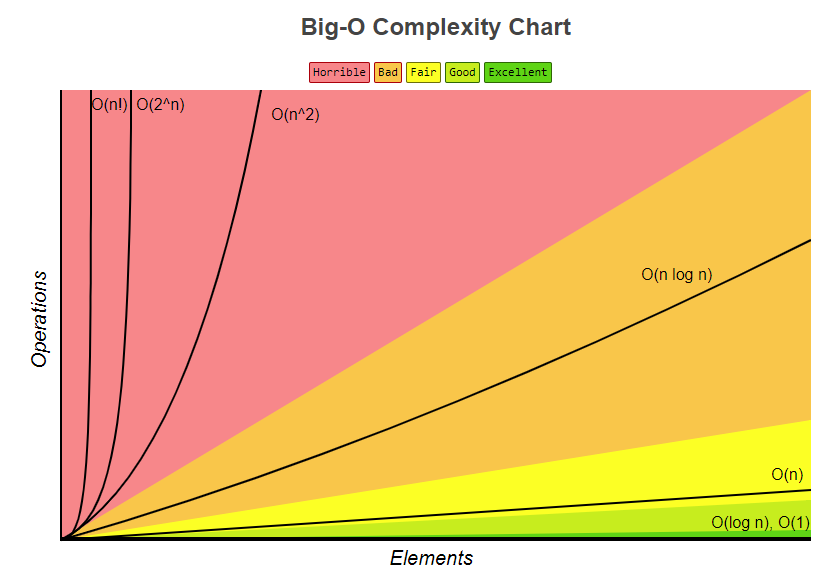 Big-O Complexity Chart
Horrible Bad Fair Good Excellent
O(n!) O(2^n)
O(n^2)
O(n log n)
Operations
O(n)
O(log n), O(1)
Elements